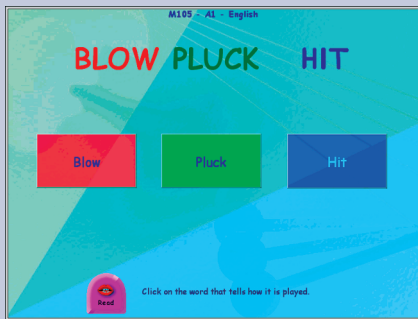 M105 - A1 - English
BLOW PLUCK HIT
Blow Pluck Hit
Read
Click on the word that tells how it is played.